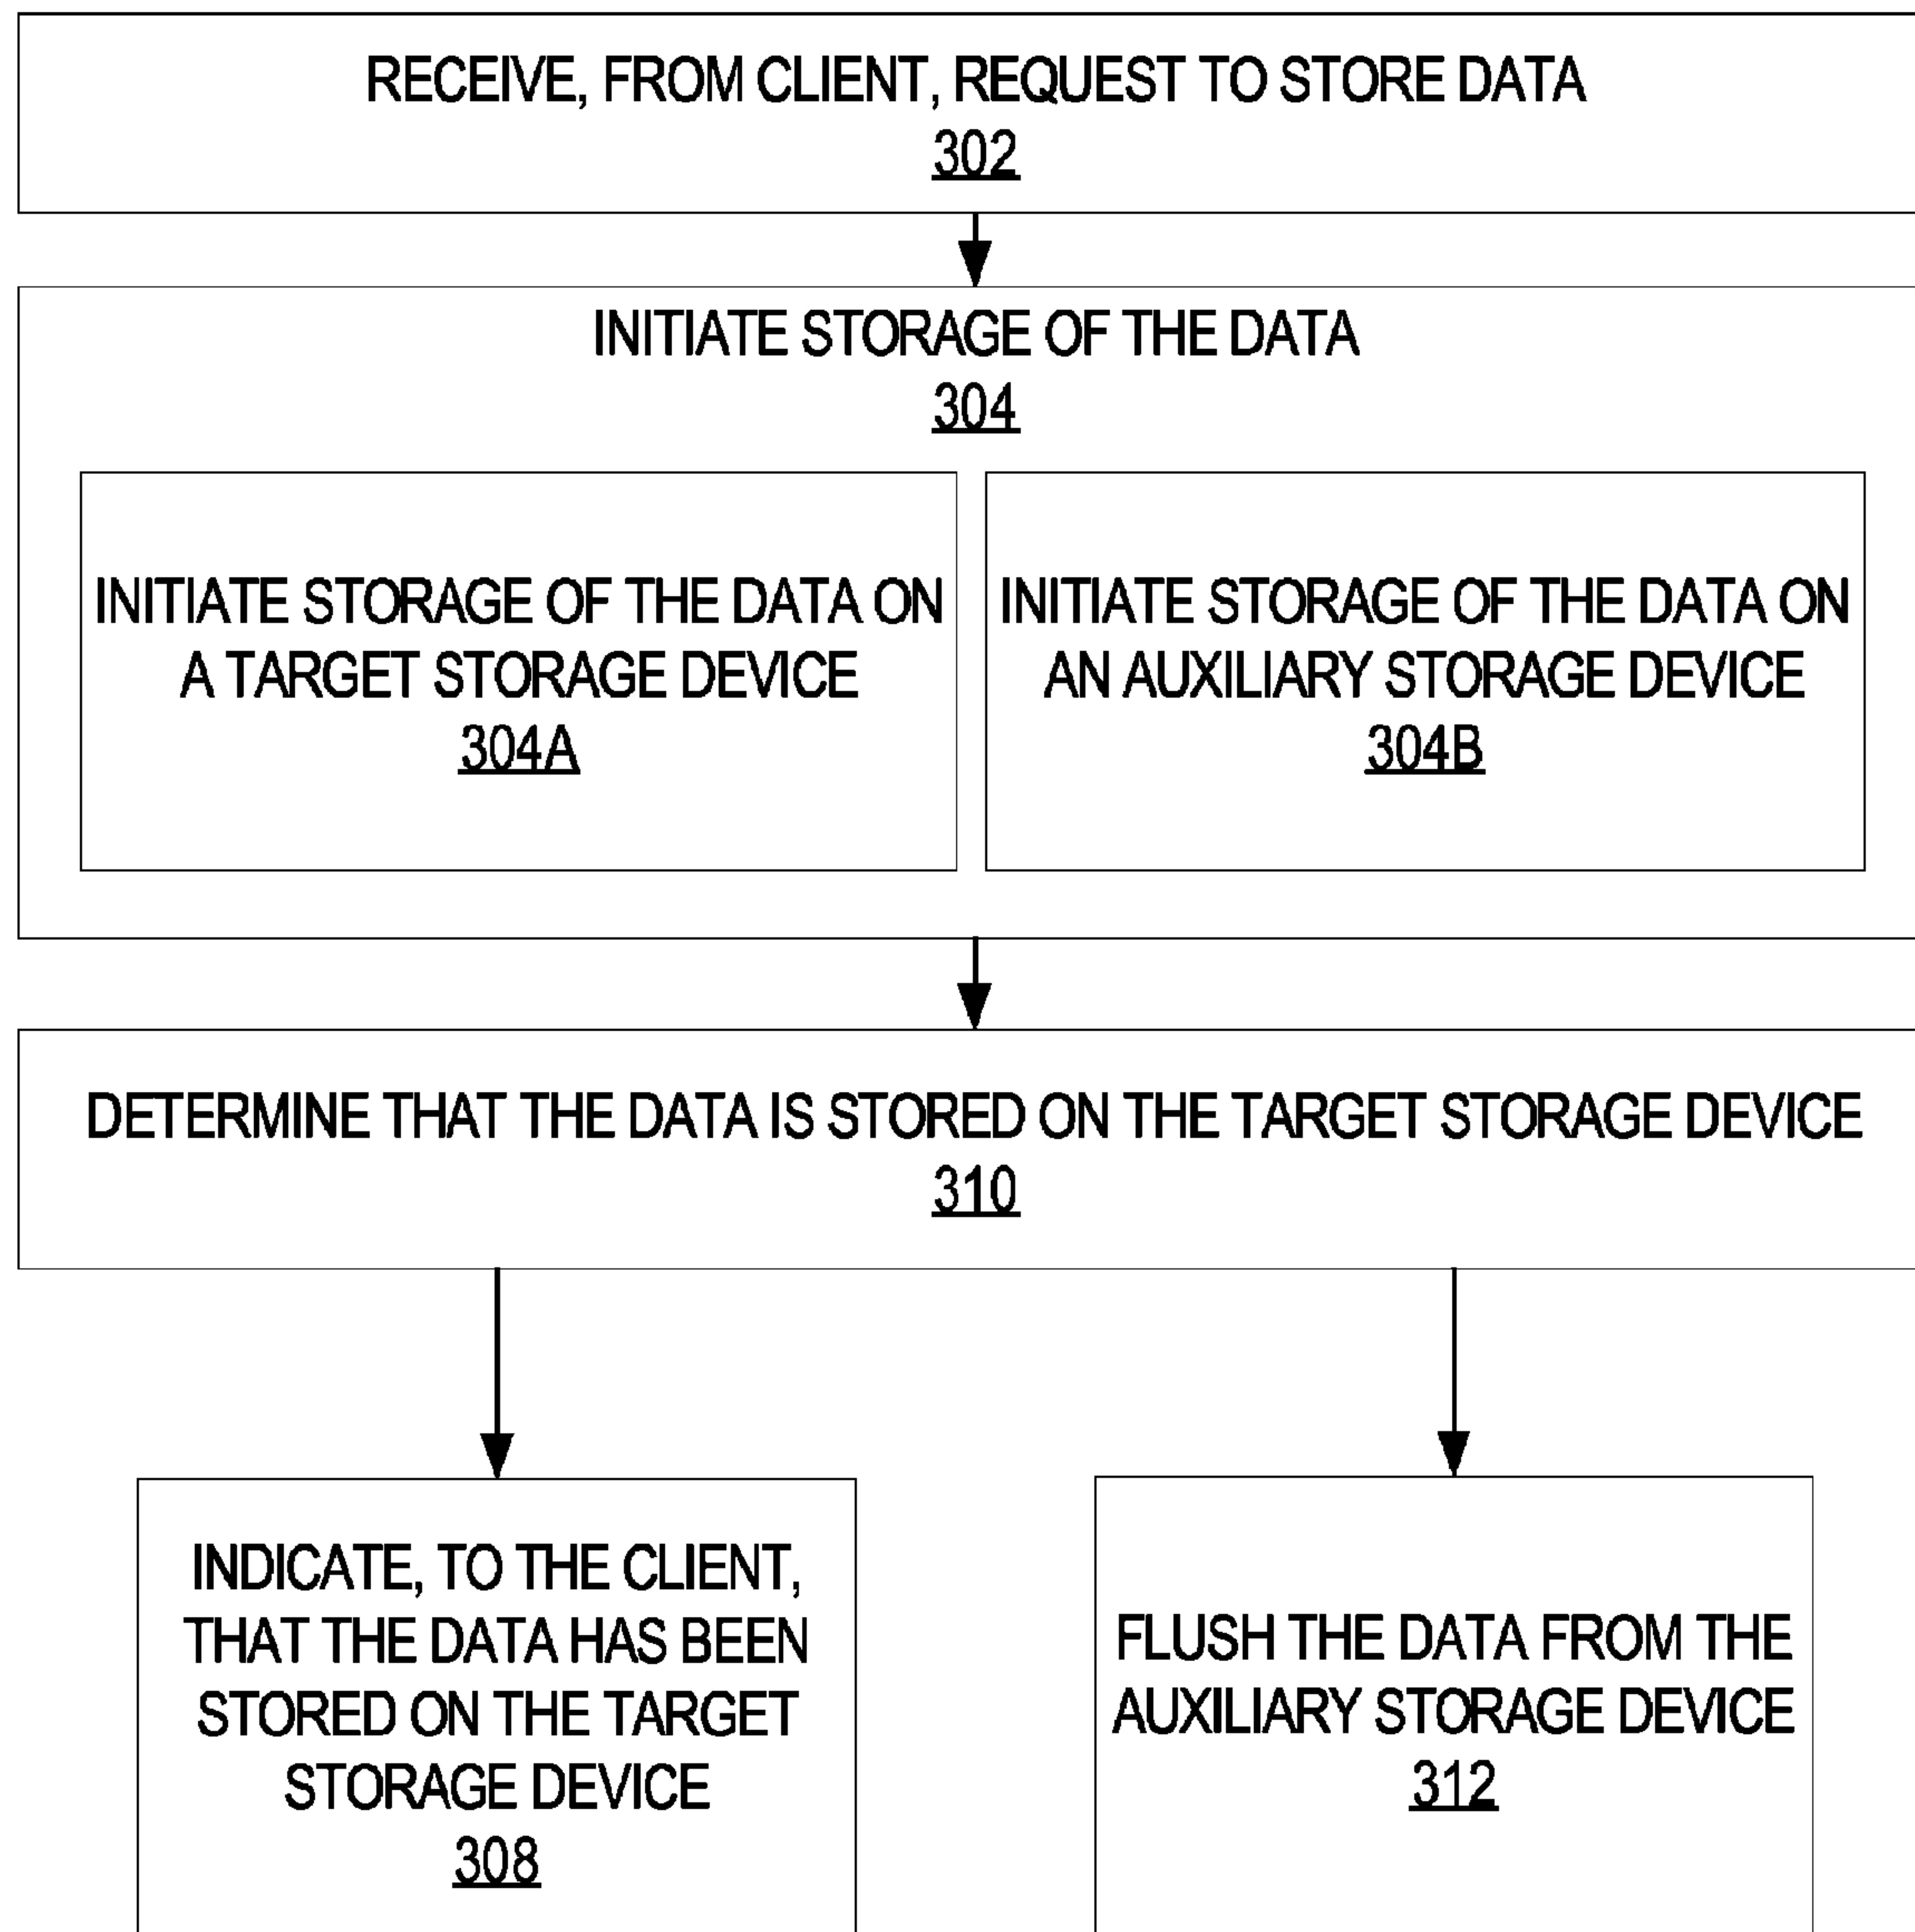 RECEIVE, FROM CLIENT, REQUEST TO STORE DATA
302
INITIATE STORAGE OF THE DATA
304
INITIATE STORAGE OF THE DATA ON
A TARGET STORAGE DEVICE
304A
INITIATE STORAGE OF THE DATA ON
AN AUXILIARY STORAGE DEVICE
304B
DETERMINE THAT THE DATA IS STORED ON THE TARGET STORAGE DEVICE
310
INDICATE, TO THE CLIENT,
THAT THE DATA HAS BEEN
STORED ON THE TARGET
STORAGE DEVICE
308
FLUSH THE DATA FROM THE
AUXILIARY STORAGE DEVICE
312